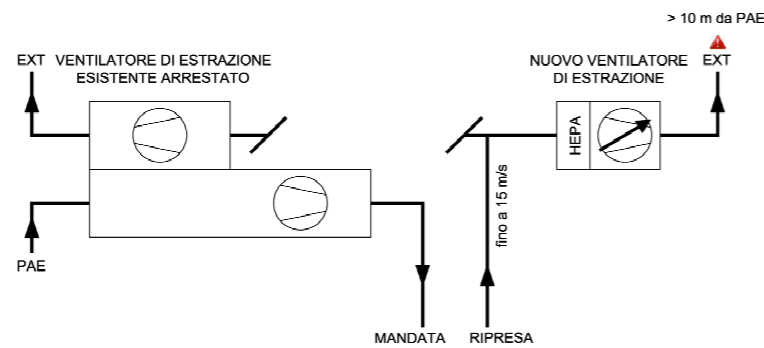 > 10 m da PAE
EXT
VENTILATORE DI ESTRAZIONE
ESISTENTE ARRESTATO
NUOVO VENTILATORE
DI ESTRAZIONE
EXT
HEPA
fino a 15 m/s
PAE
MANDATA
RIPRESA